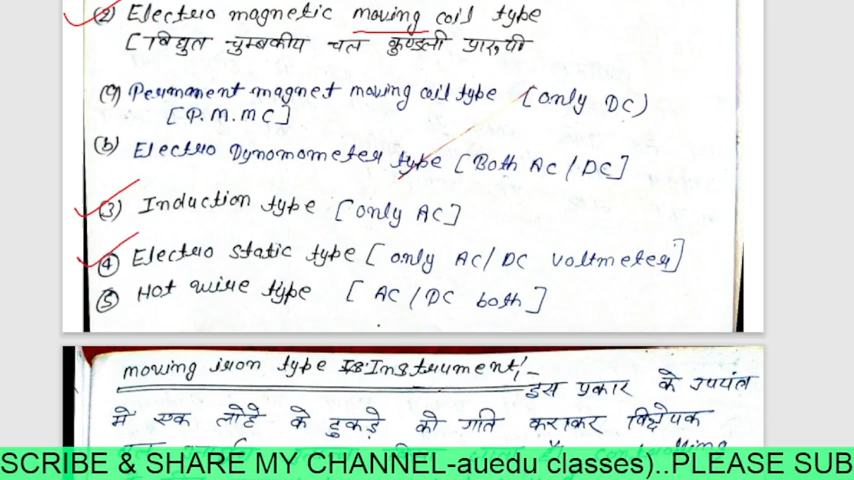 (2) Electro magnetic moving coil type
[विद्युत चुम्बकीय चल कुण्डली प्रारुपी
(a) Permanent magnet moving coil type [only DC)
[P.M.MC]
(b) Electro Dynomometer type [Both AC/DC]
(3) Induction type [only AC]
(4) Electro static type [only AC/DC voltmeter]
(5) Hot wire type [AC/DC both]
moving iron type Instrument:-
इस प्रकार के उपयंत्र
में एक लोहे के टुकड़े को गति कराकर विक्षेपक
controlling
SCRIBE & SHARE MY CHANNEL-auedu classes)..PLEASE SUB